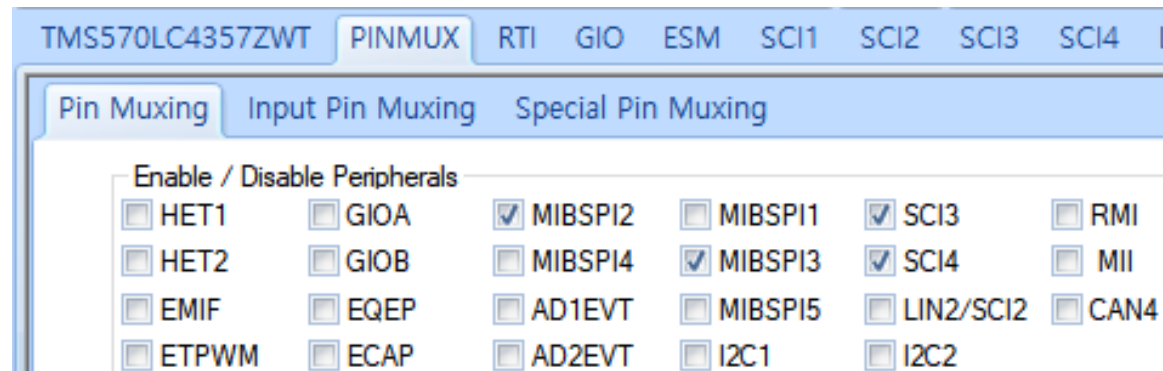 TMS570LC4357ZWT PINMUX RTI GIO ESM SCI1 SCI2 SCI3 SCI4
Pin Muxing Input Pin Muxing Special Pin Muxing
Enable / Disable Peripherals
HET1 GIOA MIBSPI2 MIBSPI1 SCI3 RMI
HET2 GIOB MIBSPI4 MIBSPI3 SCI4 MII
EMIF EQEP AD1EVT MIBSPI5 LIN2/SCI2 CAN4
ETPWM ECAP AD2EVT I2C1 I2C2